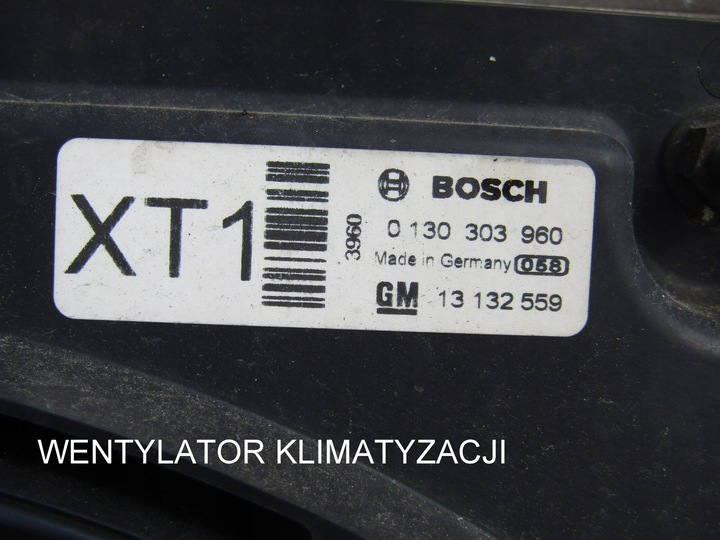 XT1
3960
BOSCH
0 130 303 960
Made in Germany 058
GM 13 132 559
WENTYLATOR KLIMATYZACJI